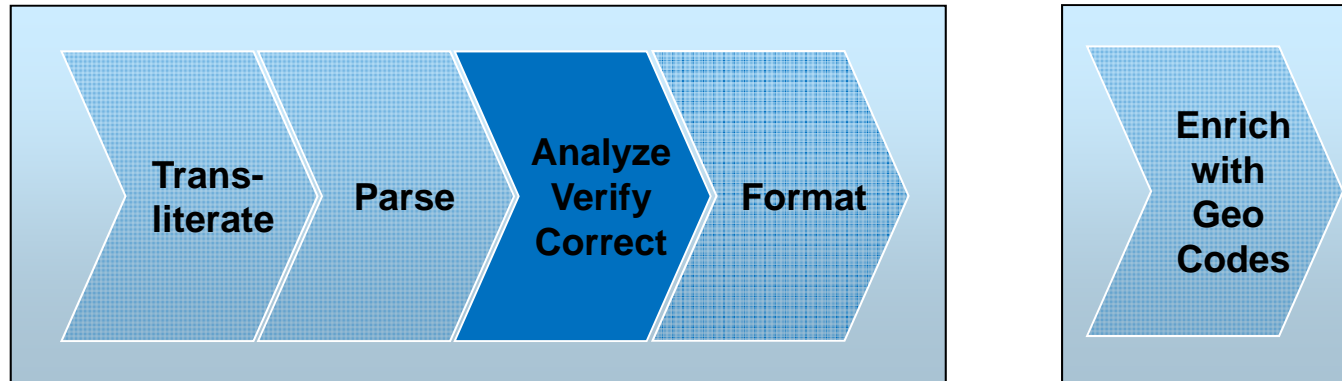 Trans-
literate
Parse
Analyze
Verify
Correct
Format
Enrich
with
Geo
Codes